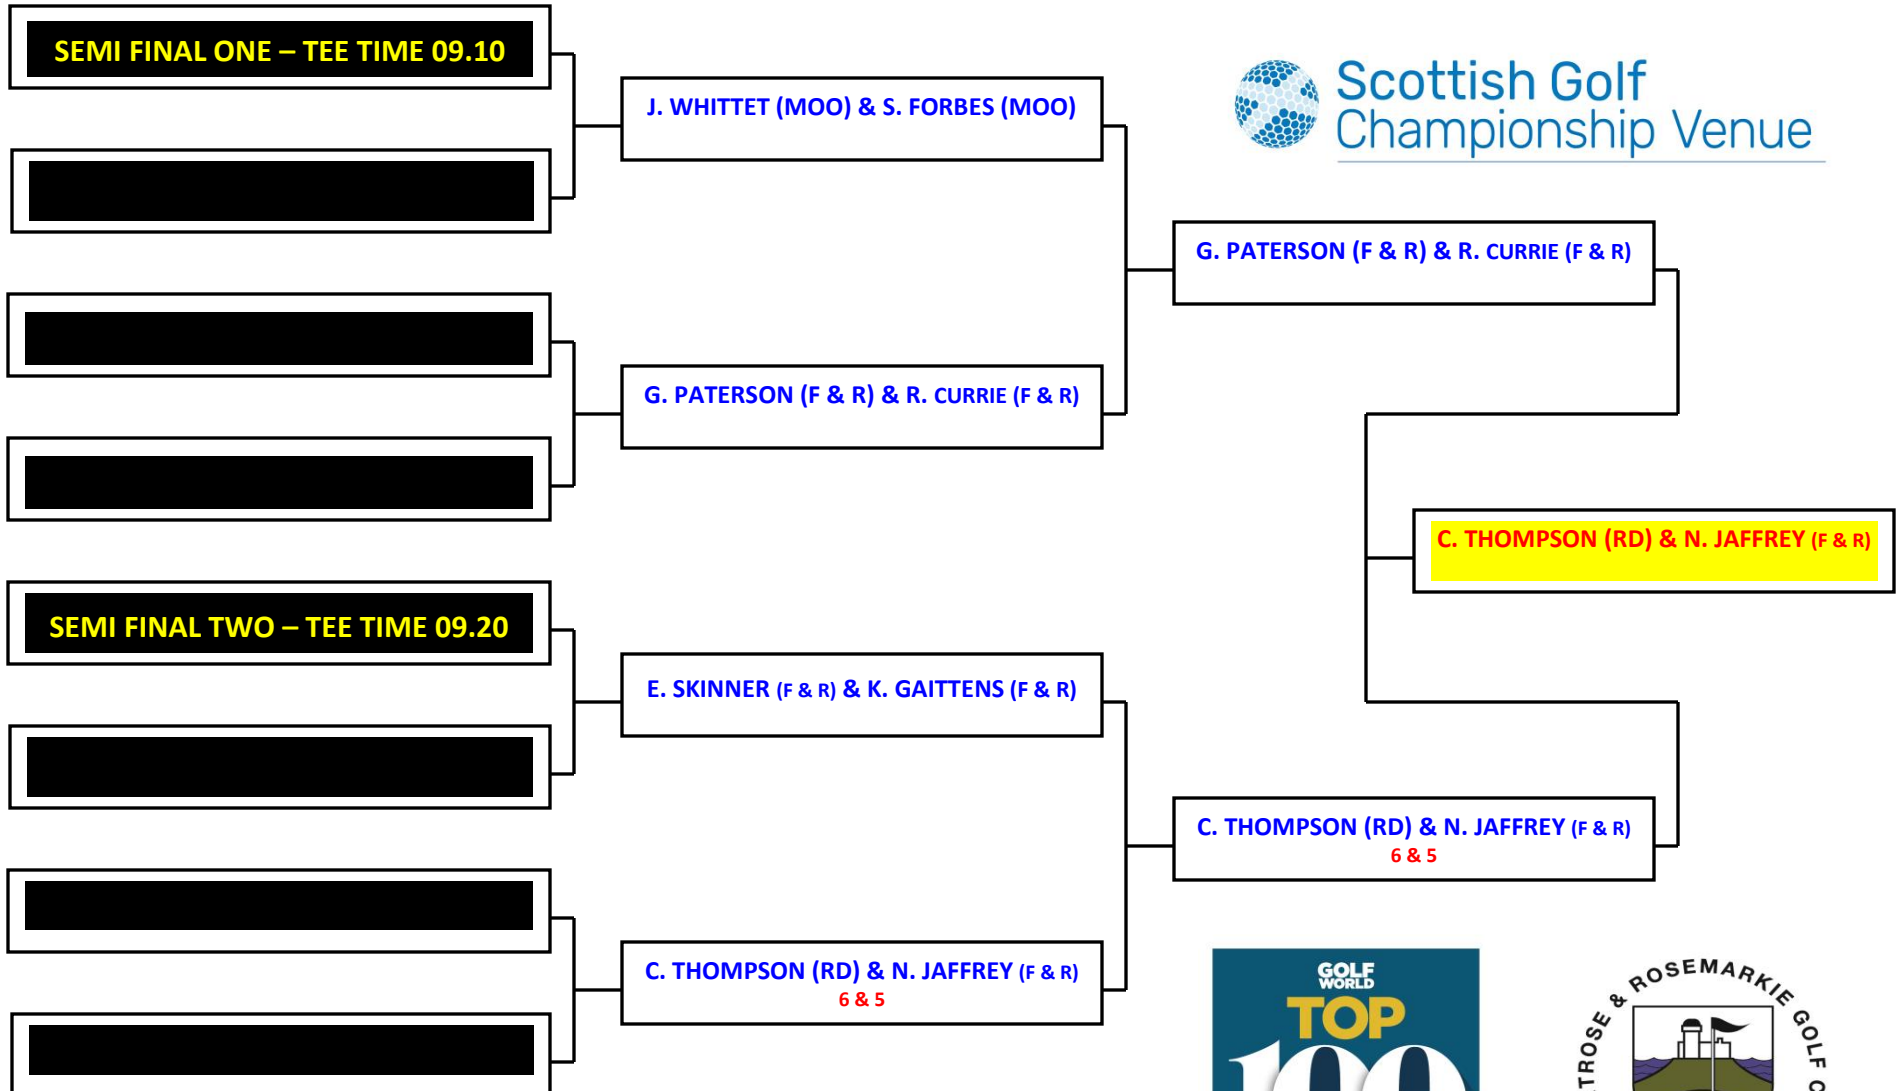 SEMI FINAL ONE – TEE TIME 09.10
J. WHITTET (MOO) & S. FORBES (MOO)
Scottish Golf
Championship Venue
G. PATERSON (F & R) & R. CURRIE (F & R)
G. PATERSON (F & R) & R. CURRIE (F & R)
C. THOMPSON (RD) & N. JAFFREY (F & R)
SEMI FINAL TWO – TEE TIME 09.20
E. SKINNER (F & R) & K. GAITTENS (F & R)
C. THOMPSON (RD) & N. JAFFREY (F & R)
6 & 5
C. THOMPSON (RD) & N. JAFFREY (F & R)
6 & 5
GOLF
WORLD
TOP
100
& ROSEMARKIE GOLF